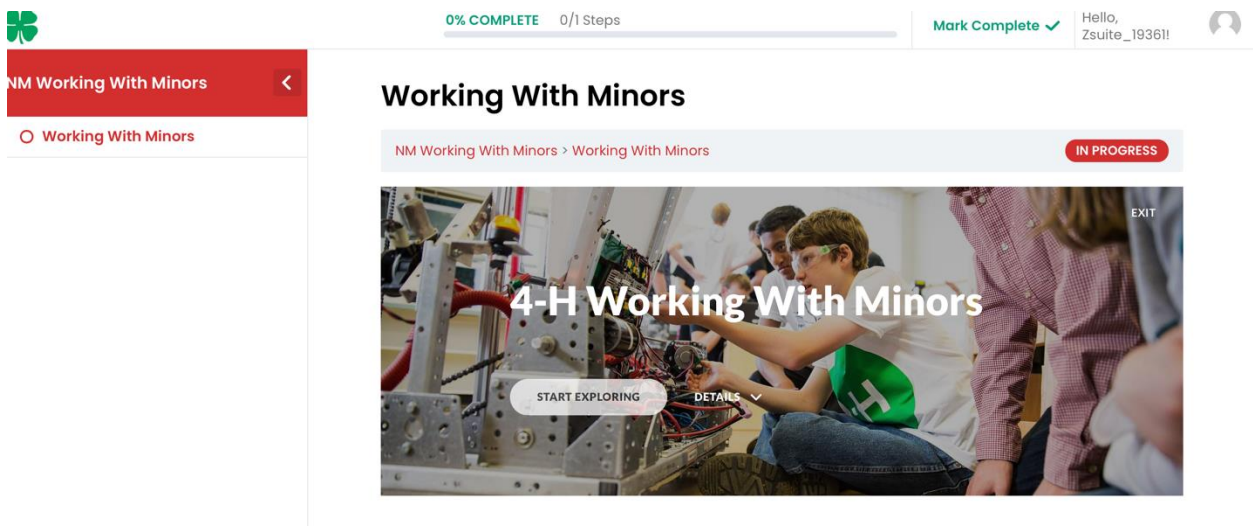 0% COMPLETE 0/1 Steps
Mark Complete
Hello,
Zsuite_19361!
NM Working With Minors
Working With Minors
Working With Minors
NM Working With Minors > Working With Minors
IN PROGRESS
EXIT
4-H Working With Minors
START EXPLORING
DETAILS
H